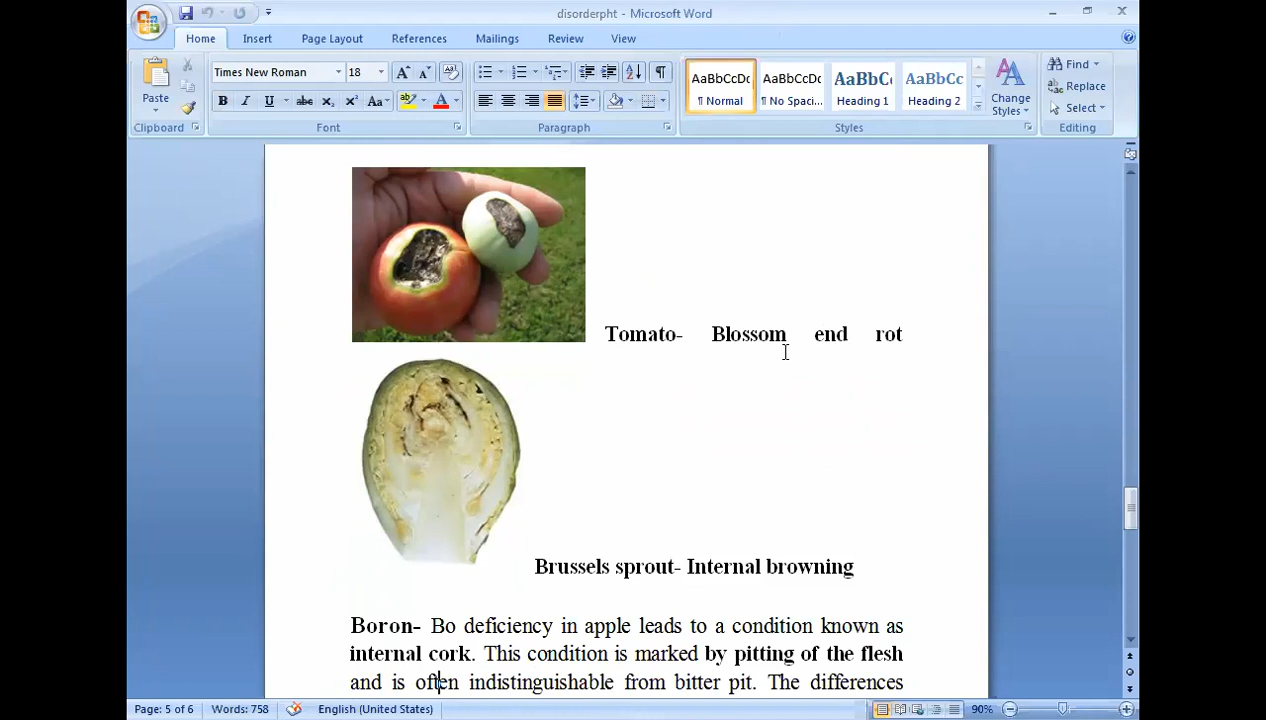 disorderpht - Microsoft Word
Home Insert Page Layout References Mailings Review View
Times New Roman 18
AaBbCcDc AaBbCcDc AaBbCc AaBbCc
¶ Normal ¶ No Spaci... Heading 1 Heading 2
Paste
Change Styles
Find
Replace
Select
Clipboard Font Paragraph Styles Editing
Tomato- Blossom end rot
Brussels sprout- Internal browning
Boron- Bo deficiency in apple leads to a condition known as
internal cork. This condition is marked by pitting of the flesh
and is often indistinguishable from bitter pit. The differences
Page: 5 of 6 Words: 758 English (United States) 90%